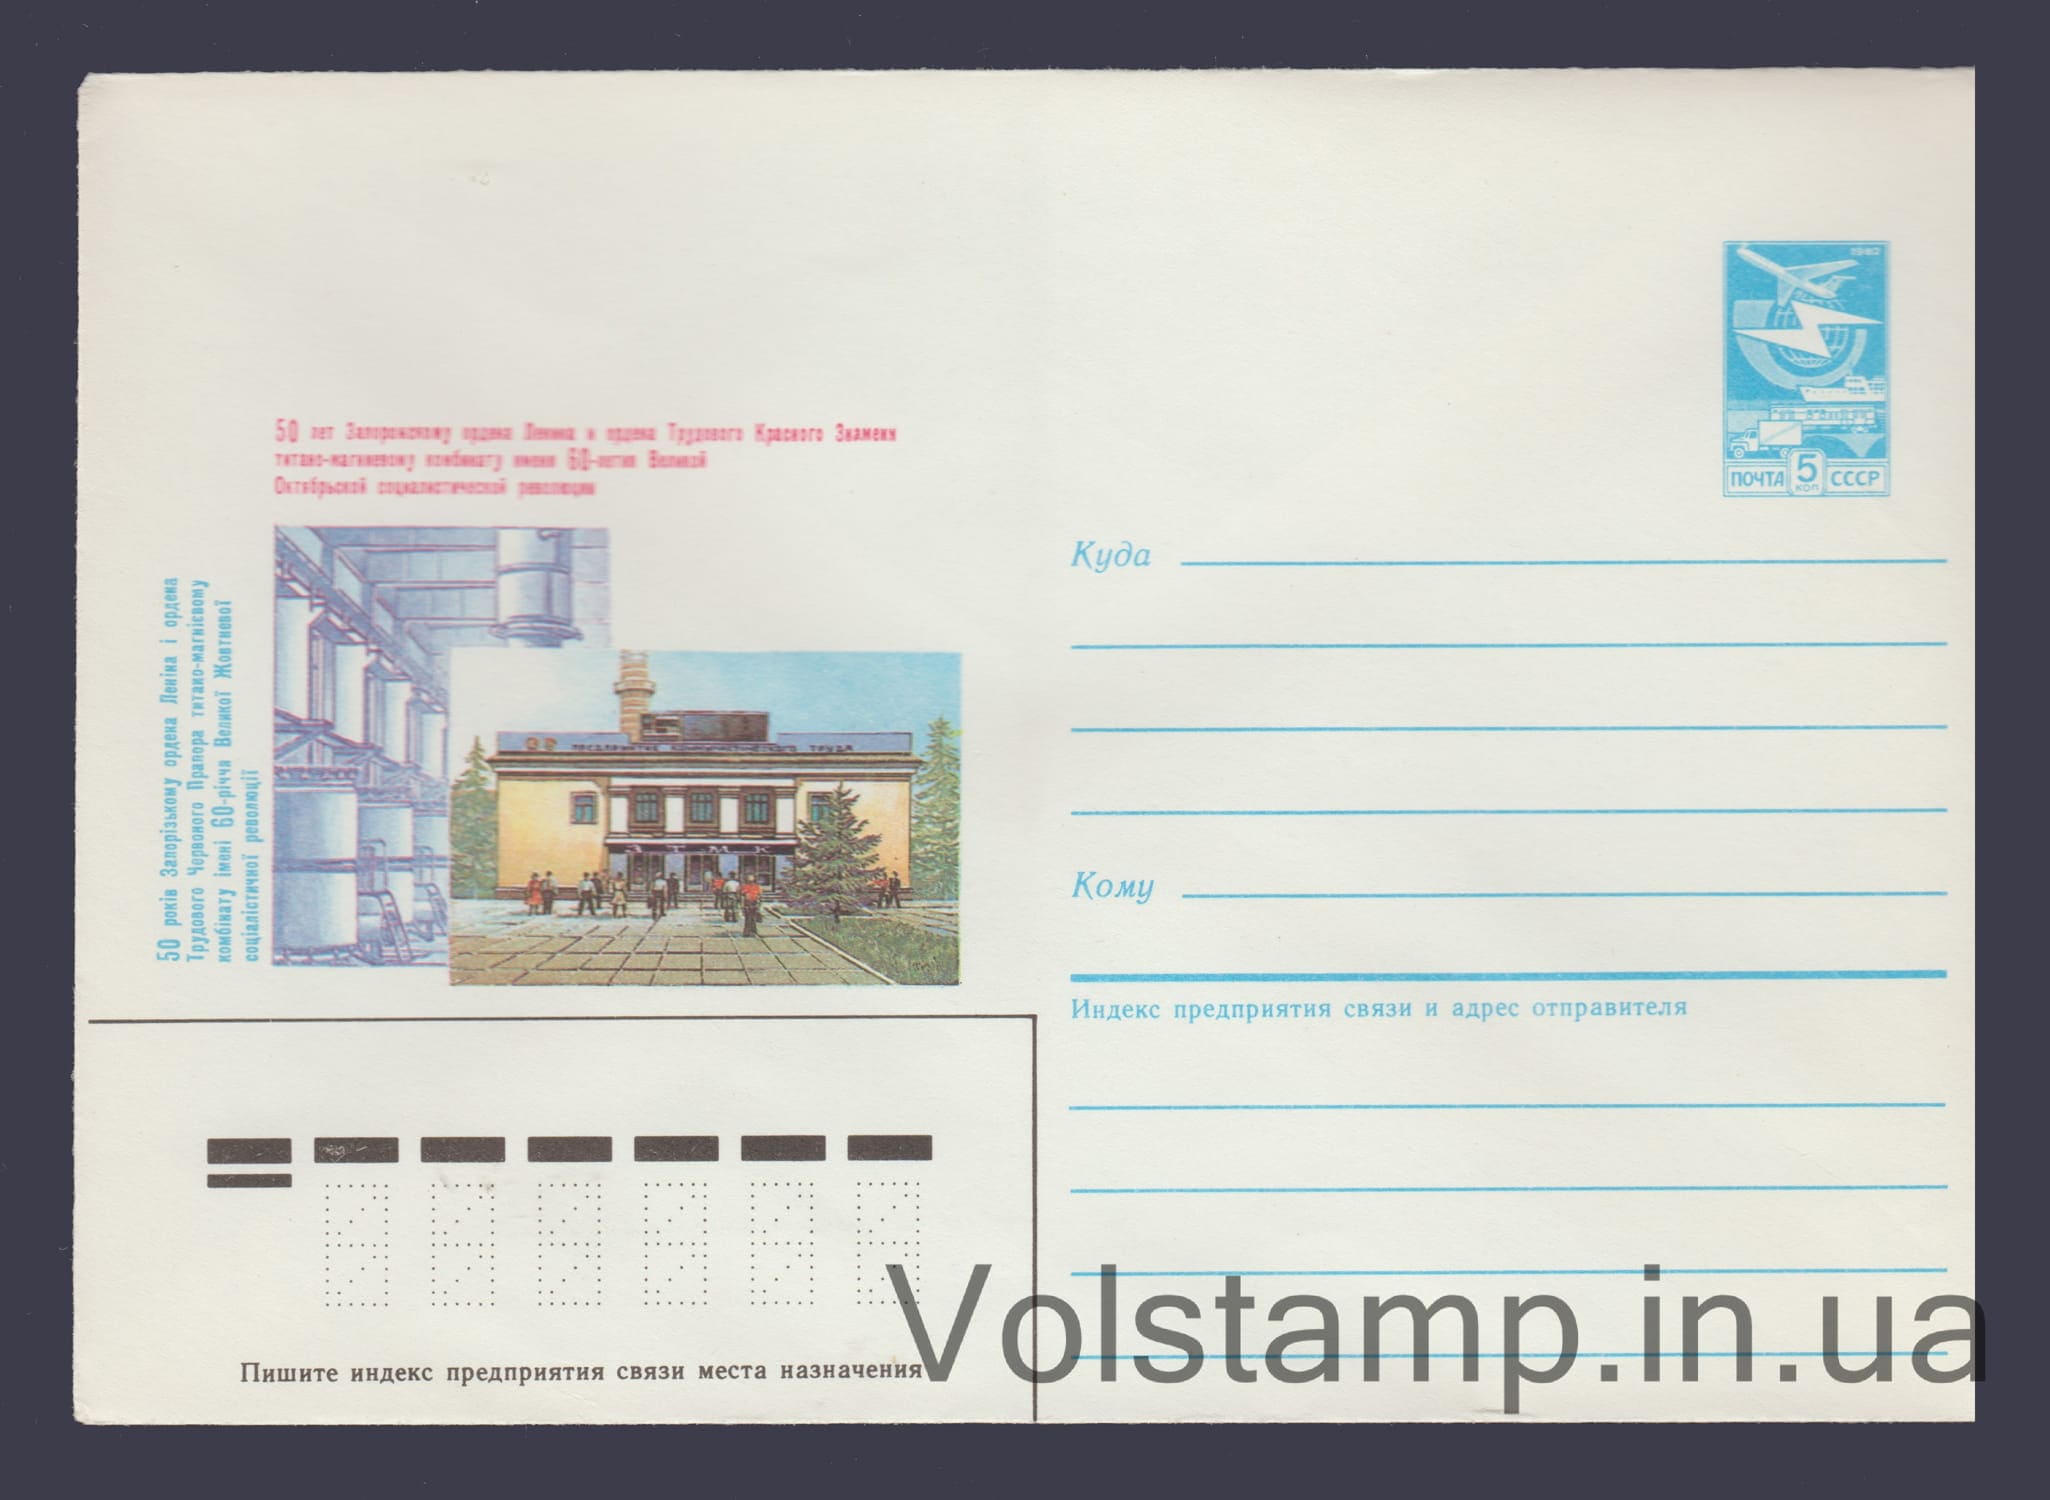 50 лет Запорожскому ордена Ленина и ордена Трудового Красного Знамени
титано-магниевому комбинату имени 60-летия Великой
Октябрьской социалистической революции
50 років Запорізькому ордена Леніна і ордена
Трудового Червоного Прапора титано-магнієвому
комбінату імені 60-річчя Великої Жовтневої
соціалістичної революції
ПРЕДПРИЯТИЕ КОММУНИСТИЧЕСКОГО ТРУДА
ЗТМК
1982
ПОЧТА 5 КОП СССР
Куда
Кому
Индекс предприятия связи и адрес отправителя
Пишите индекс предприятия связи места назначения
Volstamp.in.ua